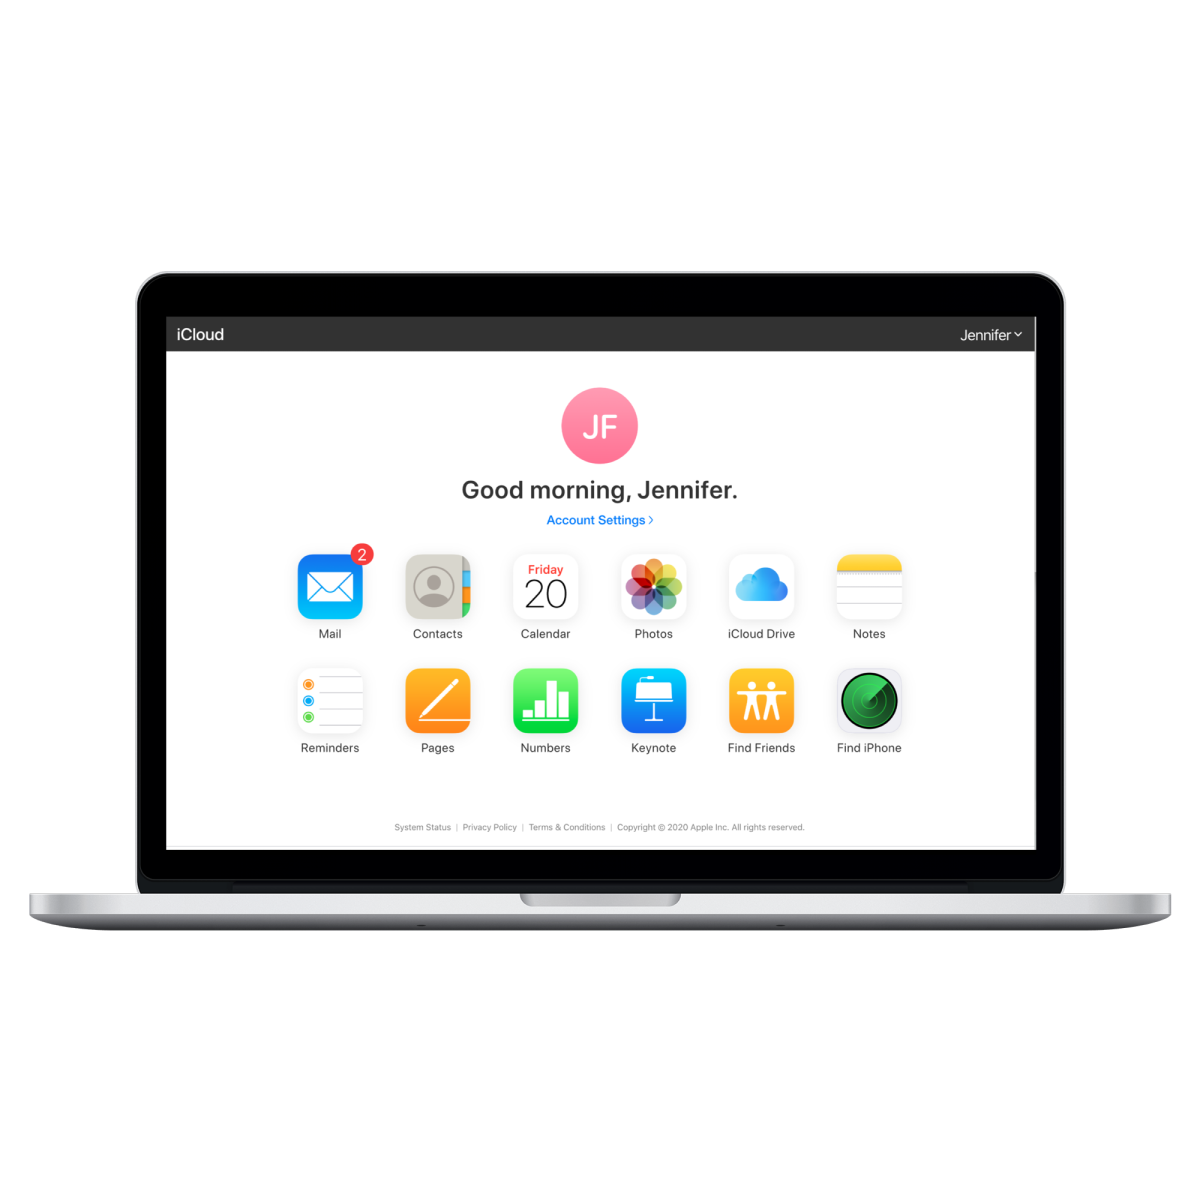 iCloud
Jennifer
JF
Good morning, Jennifer.
Account Settings
2
Friday
20
Mail
Contacts
Calendar
Photos
iCloud Drive
Notes
Reminders
Pages
Numbers
Keynote
Find Friends
Find iPhone
System Status | Privacy Policy | Terms & Conditions | Copyright © 2020 Apple Inc. All rights reserved.